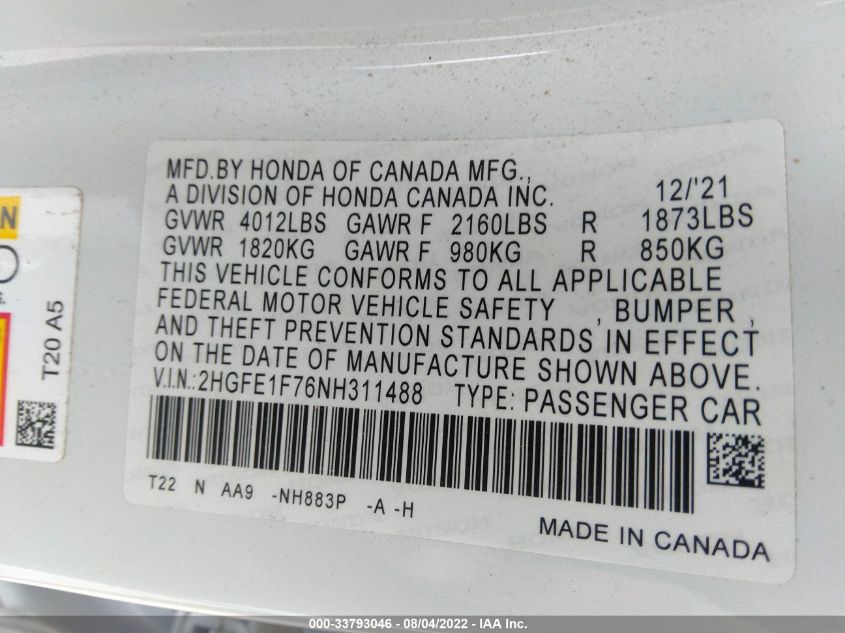 MFD.BY HONDA OF CANADA MFG.,
A DIVISION OF HONDA CANADA INC. 12/'21
GVWR 4012LBS GAWR F 2160LBS R 1873LBS
GVWR 1820KG GAWR F 980KG R 850KG
THIS VEHICLE CONFORMS TO ALL APPLICABLE
FEDERAL MOTOR VEHICLE SAFETY , BUMPER ,
AND THEFT PREVENTION STANDARDS IN EFFECT
ON THE DATE OF MANUFACTURE SHOWN ABOVE.
V.I.N.:2HGFE1F76NH311488 TYPE: PASSENGER CAR
T22 N AA9 -NH883P -A -H
MADE IN CANADA
T20 A5
000-33793046 - 08/04/2022 - IAA Inc.